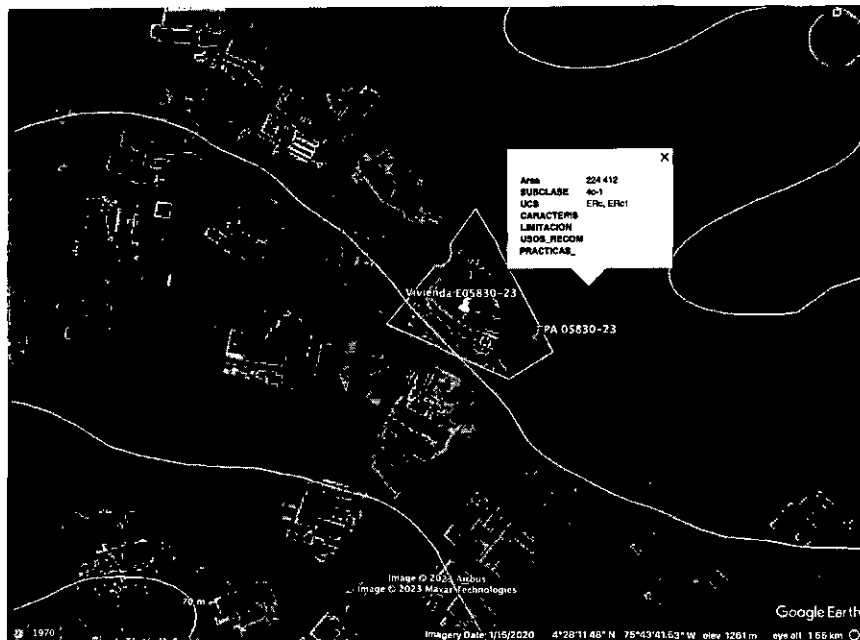 Area 224 412
SUBCLASE 4c-1
UCS ERc, ERc1
CARACTERIS
LIMITACION
USOS_RECOM
PRACTICAS_
Vivienda E05830-23
PA 05830-23
Image © 2023 Airbus
Image © 2023 Maxar Technologies
70 m
Google Earth
1970
Imagery Date: 1/15/2020 4°28'11.48" N 75°43'41.53" W elev 1261 m eye alt 1.66 km